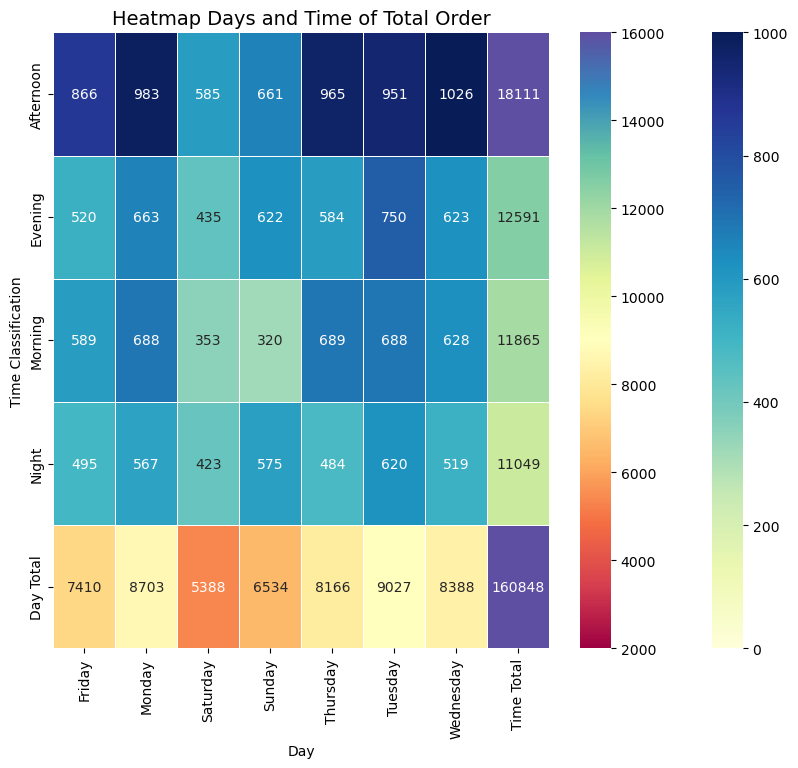 Heatmap Days and Time of Total Order
Afternoon 866 983 585 661 965 951 1026 18111
Evening 520 663 435 622 584 750 623 12591
Morning 589 688 353 320 689 688 628 11865
Night 495 567 423 575 484 620 519 11049
Day Total 7410 8703 5388 6534 8166 9027 8388 160848
Time Classification
Friday Monday Saturday Sunday Thursday Tuesday Wednesday Time Total
Day
16000
14000
12000
10000
8000
6000
4000
2000
1000
800
600
400
200
0